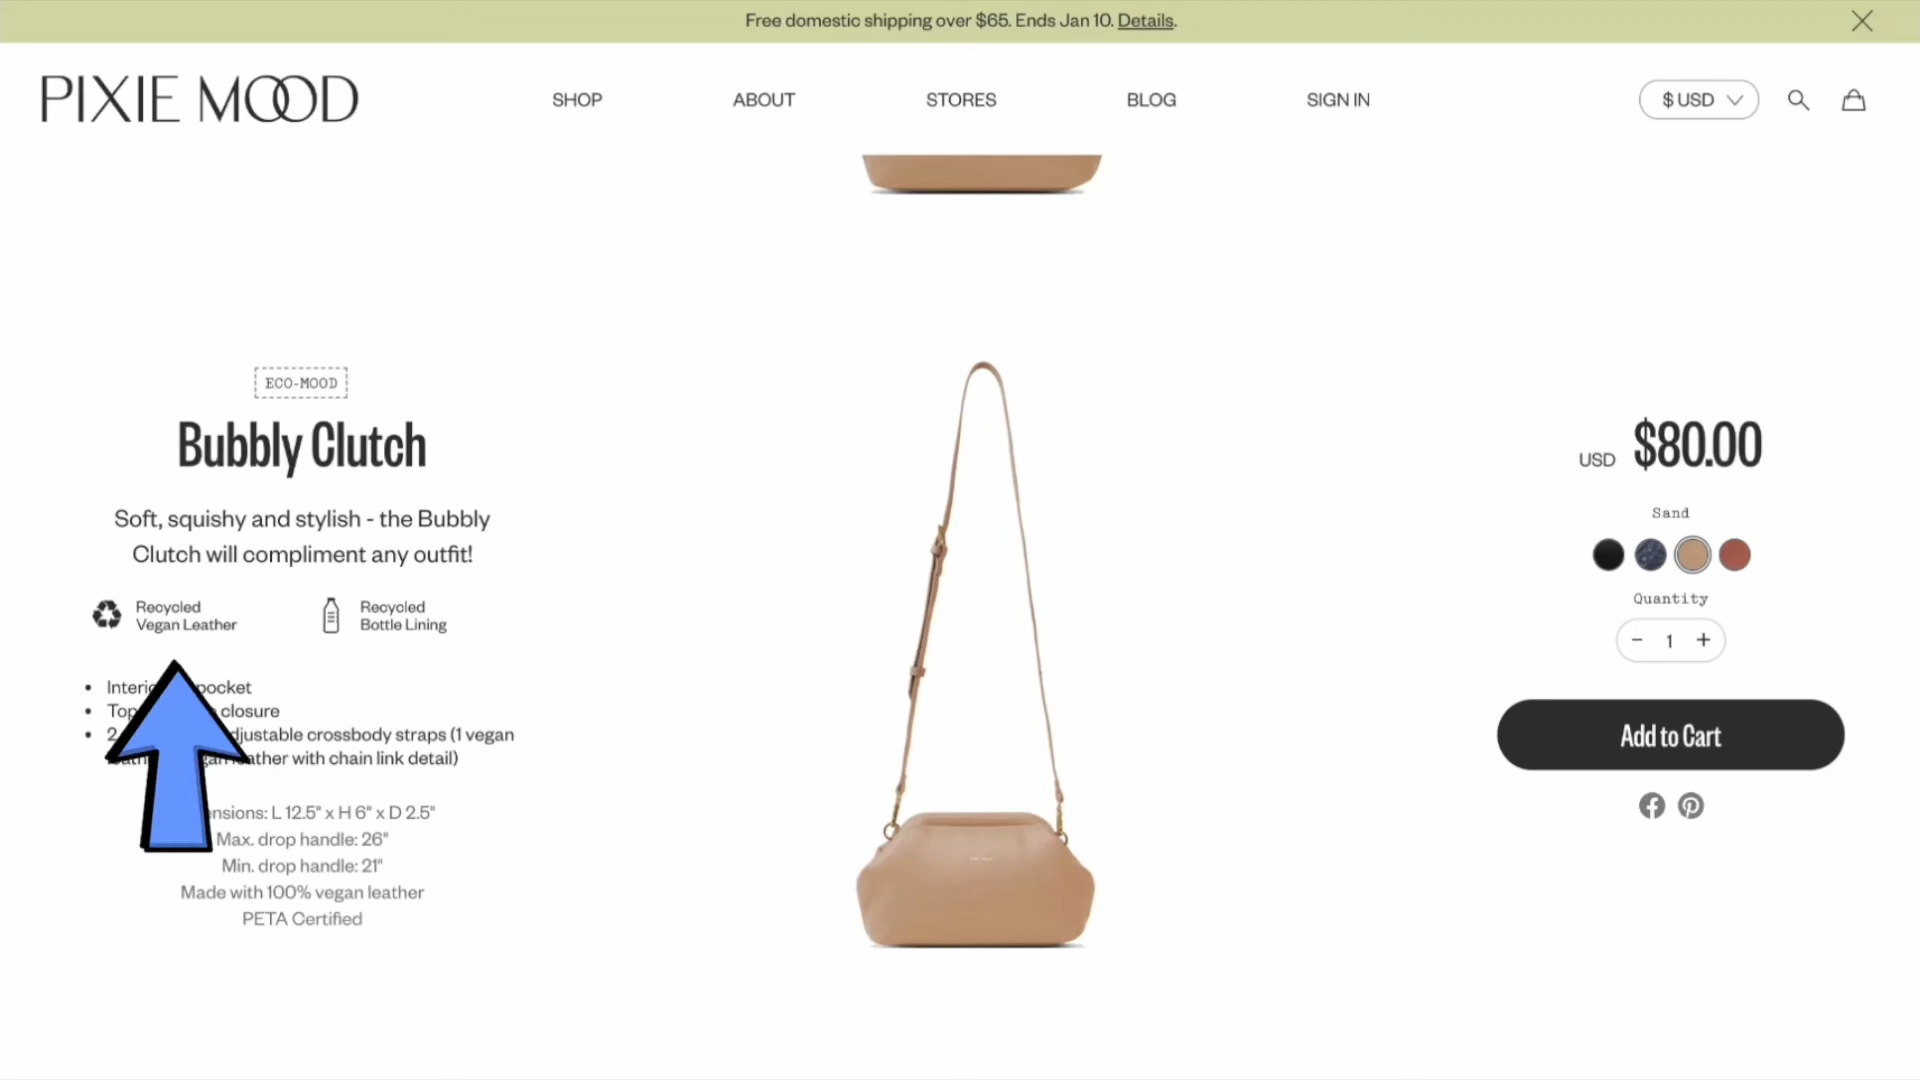 Free domestic shipping over $65. Ends Jan 10. Details.
PIXIE MOOD
SHOP
ABOUT
STORES
BLOG
SIGN IN
$ USD
ECO-MOOD
Bubbly Clutch
Soft, squishy and stylish - the Bubbly
Clutch will compliment any outfit!
Recycled
Vegan Leather
Recycled
Bottle Lining
pocket
closure
crossbody straps (1 vegan
with chain link detail)
L 12.5" x H 6" x D 2.5"
Max. drop handle: 26"
Min. drop handle: 21"
Made with 100% vegan leather
PETA Certified
USD $80.00
Sand
Quantity
- 1 +
Add to Cart